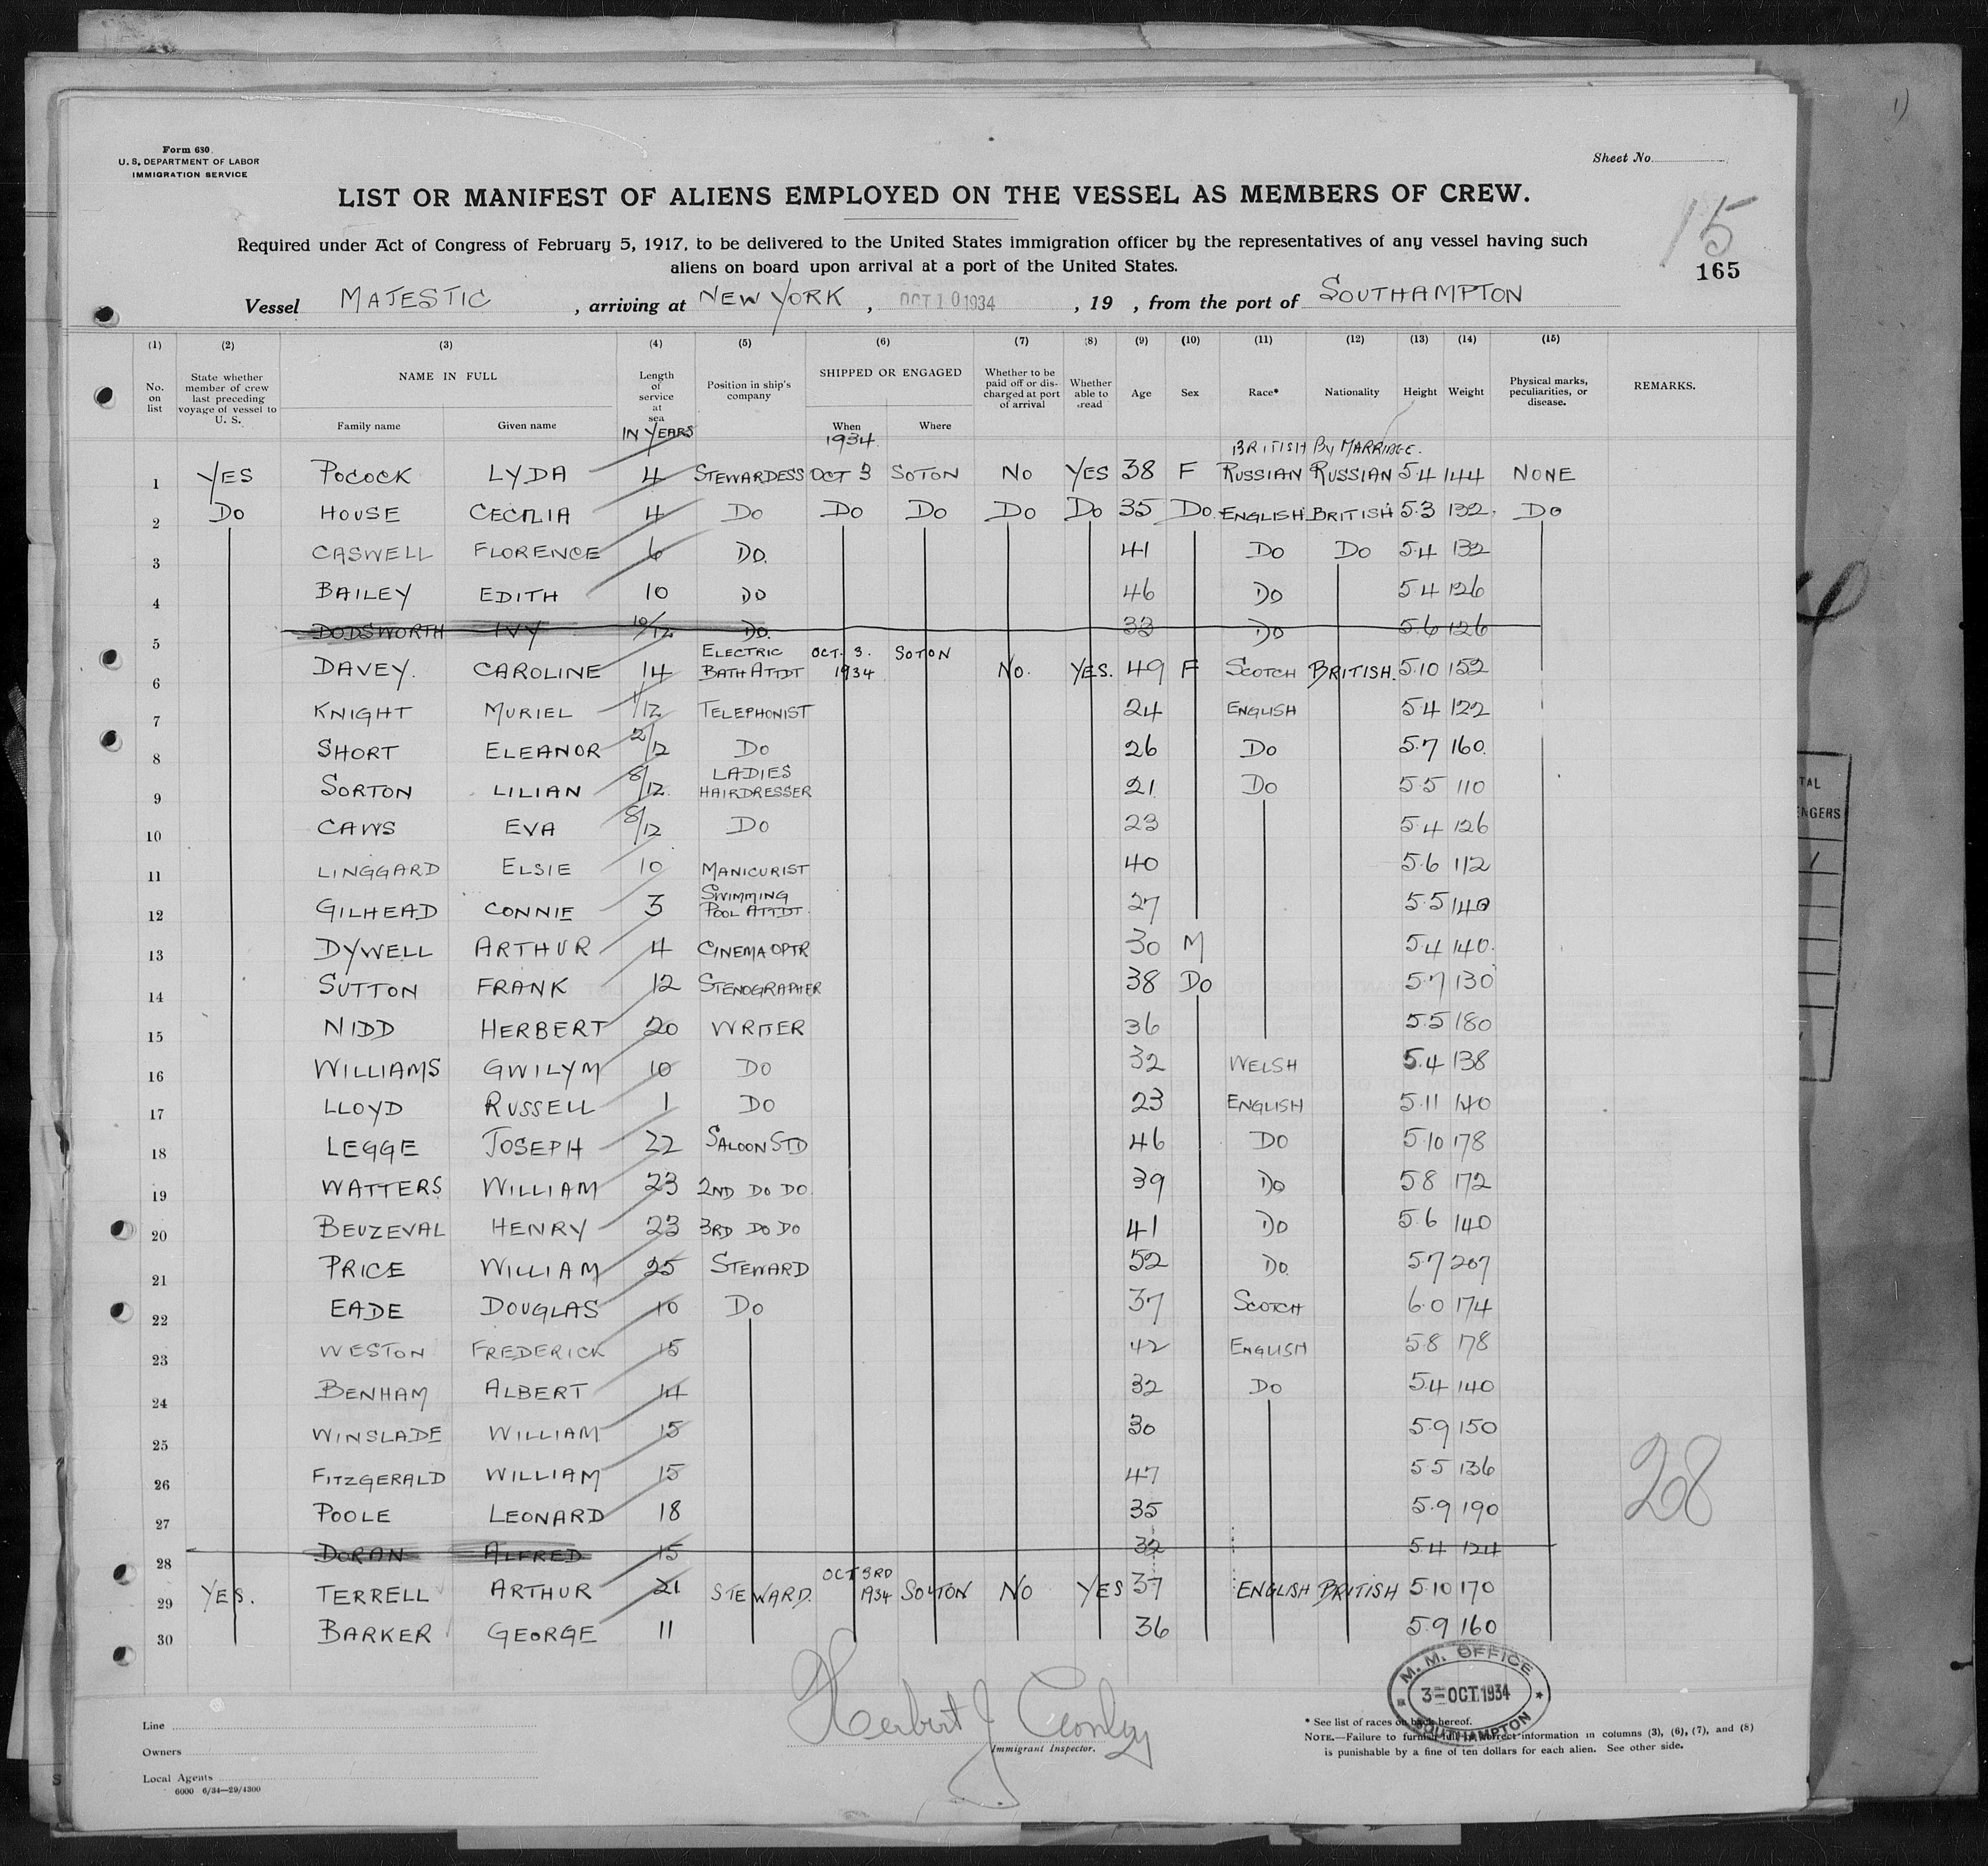 Form 630
U. S. DEPARTMENT OF LABOR
IMMIGRATION SERVICE
Sheet No.
LIST OR MANIFEST OF ALIENS EMPLOYED ON THE VESSEL AS MEMBERS OF CREW.
15
Required under Act of Congress of February 5, 1917, to be delivered to the United States immigration officer by the representatives of any vessel having such
aliens on board upon arrival at a port of the United States.
165
Vessel MAJESTIC , arriving at NEW YORK , OCT 10 1934 , 19 , from the port of SOUTHAMPTON
(1) (2) (3) (4) (5) (6) (7) (8) (9) (10) (11) (12) (13) (14) (15)
No. on list State whether member of crew last preceding voyage of vessel to U. S. NAME IN FULL Family name Given name Length of service at sea IN YEARS Position in ship's company SHIPPED OR ENGAGED When 1934 Where Whether to be paid off or discharged at port of arrival Whether able to read Age Sex Race* Nationality Height Weight Physical marks, peculiarities, or disease. REMARKS.
BRITISH BY MARRIAGE.
1 YES POCOCK LYDA 4 STEWARDESS OCT 3 SOTON NO YES 38 F RUSSIAN RUSSIAN 5.4 144 NONE
2 DO HOUSE CECILIA 4 DO DO DO DO DO 35 DO. ENGLISH BRITISH 5.3 132. DO
3 CASWELL FLORENCE 6 DO. 41 DO DO 5.4 132
4 BAILEY EDITH 10 DO 46 DO 5.4 126
5 DODSWORTH IVY 10/12 DO. 33 DO 5.6 126
6 DAVEY. CAROLINE 14 ELECTRIC BATH ATTDT OCT. 3. 1934 SOTON NO. YES. 49 F SCOTCH BRITISH. 5.10 152
7 KNIGHT MURIEL 1/12 TELEPHONIST 24 ENGLISH 5.4 122
8 SHORT ELEANOR 2/12 DO 26 DO 5.7 160.
9 SORTON LILIAN 8/12 LADIES HAIRDRESSER 21 DO 5.5 110
10 CAWS EVA 8/12 DO 23 5.4 126
11 LINGGARD ELSIE 10 MANICURIST 40 5.6 112
12 GILHEAD CONNIE 3 SWIMMING POOL ATTDT. 27 5.5 140
13 DYWELL ARTHUR 4 CINEMA OPTR 30 M 5.4 140.
14 SUTTON FRANK 12 STENOGRAPHER 38 DO 5.7 130
15 NIDD HERBERT 20 WRITER 36 5.5 180
16 WILLIAMS GWILYM 10 DO 32 WELSH 5.4 138
17 LLOYD RUSSELL 1 DO 23 ENGLISH 5.11 140
18 LEGGE JOSEPH 22 SALOON STD 46 DO 5.10 178
19 WATTERS WILLIAM 23 2ND DO DO. 39 DO 5.8 172
20 BEUZEVAL HENRY 23 3RD DO DO 41 DO 5.6 140
21 PRICE WILLIAM 25 STEWARD 52 DO. 5.7 207
22 EADE DOUGLAS 10 DO 37 SCOTCH 6.0 174
23 WESTON FREDERICK 15 42 ENGLISH 5.8 178
24 BENHAM ALBERT 14 32 DO 5.4 140
25 WINSLADE WILLIAM 15 30 5.9 150
26 FITZGERALD WILLIAM 15 47 5.5 136
27 POOLE LEONARD 18 35 5.9 190
28
28 DORAN ALFRED 15 32 5.4 124
29 YES. TERRELL ARTHUR 21 STEWARD. OCT 3RD 1934 SOUTON NO YES 37 ENGLISH BRITISH 5.10 170
30 BARKER GEORGE 11 36 5.9 160
M. M. OFFICE
3-OCT.1934
SOUTHAMPTON
Line
Owners
Local Agents
6000 6/34—29/4300
Herbert J
Immigrant Inspector.
* See list of races on back hereof.
NOTE.—Failure to furnish full or correct information in columns (3), (6), (7), and (8)
is punishable by a fine of ten dollars for each alien. See other side.